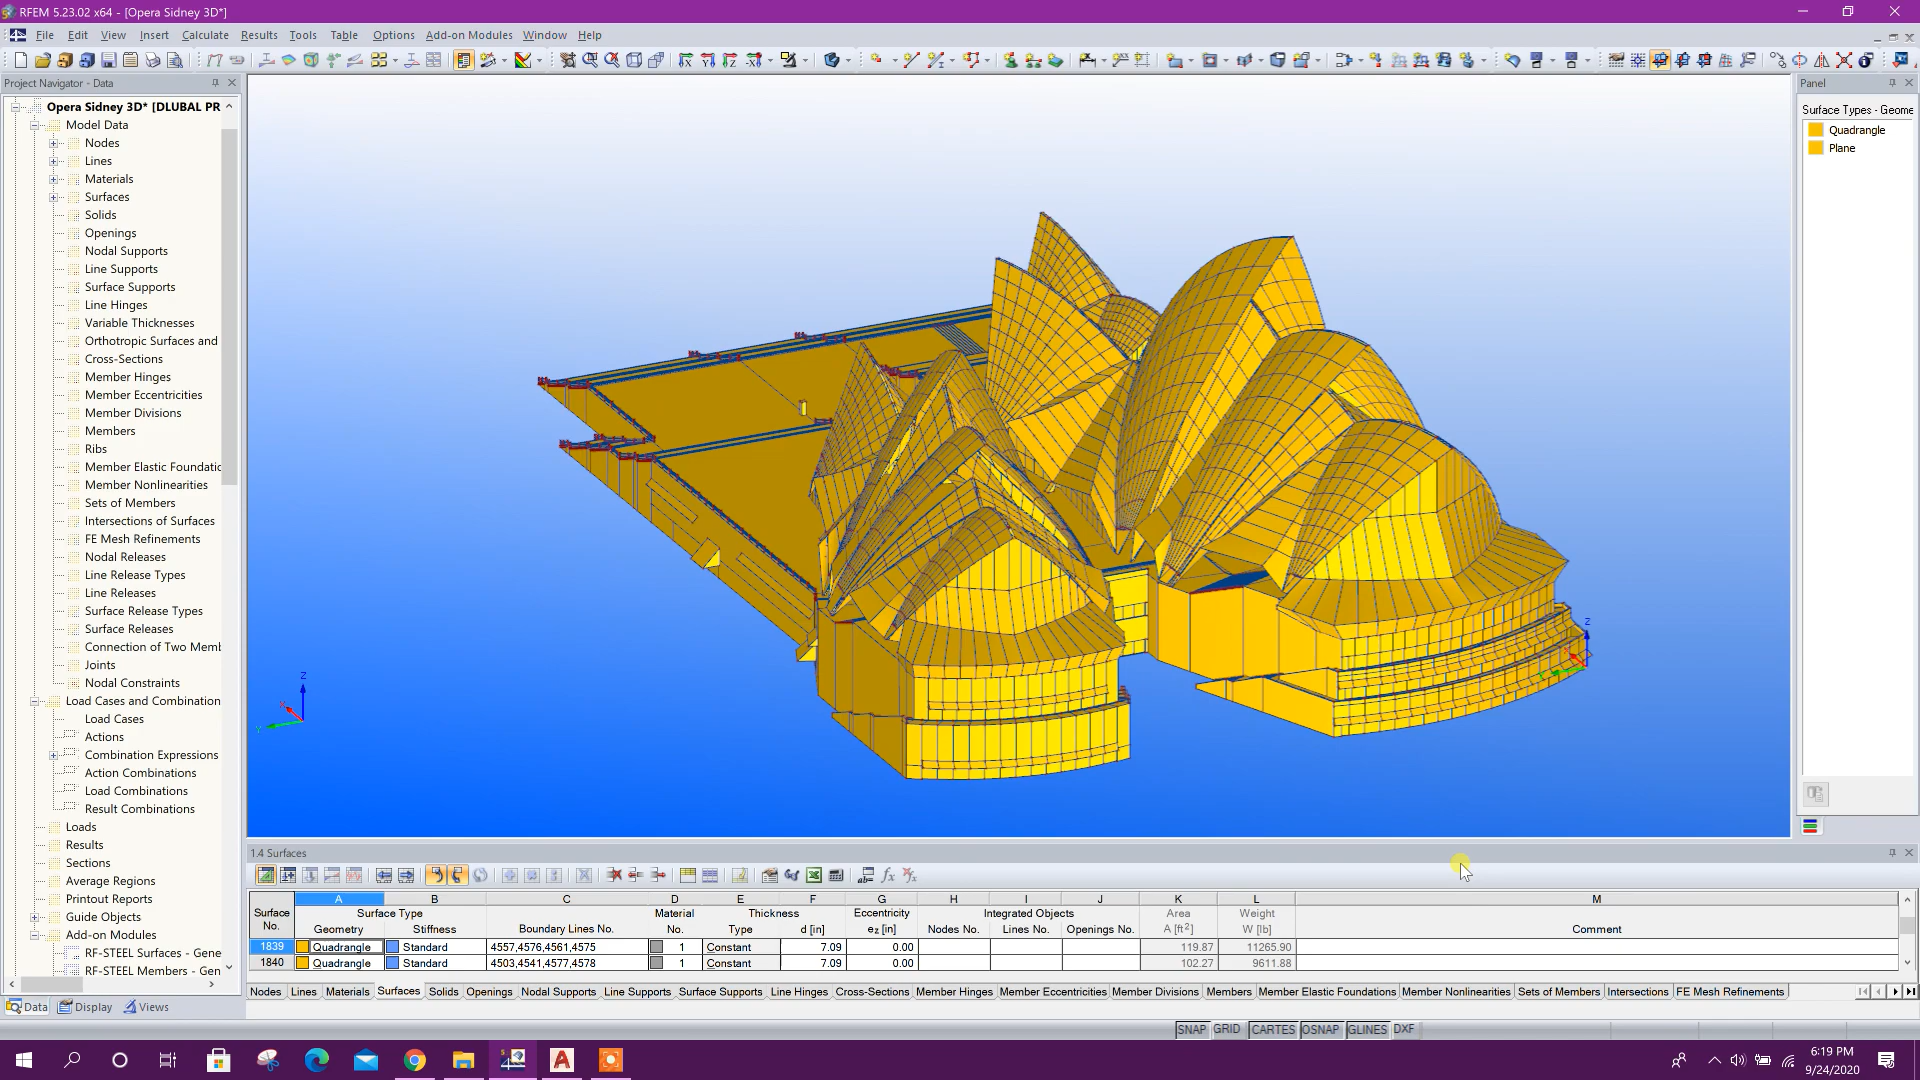 RFEM 5.23.02 x64 - [Opera Sidney 3D*]
File Edit View Insert Calculate Results Tools Table Options Add-on Modules Window Help
Project Navigator - Data
Opera Sidney 3D* [DLUBAL PR
Model Data
Nodes
Lines
Materials
Surfaces
Solids
Openings
Nodal Supports
Line Supports
Surface Supports
Line Hinges
Variable Thicknesses
Orthotropic Surfaces and
Cross-Sections
Member Hinges
Member Eccentricities
Member Divisions
Members
Ribs
Member Elastic Foundatic
Member Nonlinearities
Sets of Members
Intersections of Surfaces
FE Mesh Refinements
Nodal Releases
Line Release Types
Line Releases
Surface Release Types
Surface Releases
Connection of Two Memb
Joints
Nodal Constraints
Load Cases and Combination
Load Cases
Actions
Combination Expressions
Action Combinations
Load Combinations
Result Combinations
Loads
Results
Sections
Average Regions
Printout Reports
Guide Objects
Add-on Modules
RF-STEEL Surfaces - Gene
RF-STEEL Members - Gen
Data Display Views
Z
X
Y
Z
Panel
Surface Types - Geome
Quadrangle
Plane
1.4 Surfaces
A B C D E F G H I J K L M
Surface Surface Type Material Thickness Eccentricity Integrated Objects Area Weight
No. Geometry Stiffness Boundary Lines No. No. Type d [in] ez [in] Nodes No. Lines No. Openings No. A [ft2] W [lb] Comment
1839 Quadrangle Standard 4557,4576,4561,4575 1 Constant 7.09 0.00 119.87 11265.90
1840 Quadrangle Standard 4503,4541,4577,4578 1 Constant 7.09 0.00 102.27 9611.88
Nodes Lines Materials Surfaces Solids Openings Nodal Supports Line Supports Surface Supports Line Hinges Cross-Sections Member Hinges Member Eccentricities Member Divisions Members Member Elastic Foundations Member Nonlinearities Sets of Members Intersections FE Mesh Refinements
SNAP GRID CARTES OSNAP GLINES DXF
6:19 PM
9/24/2020